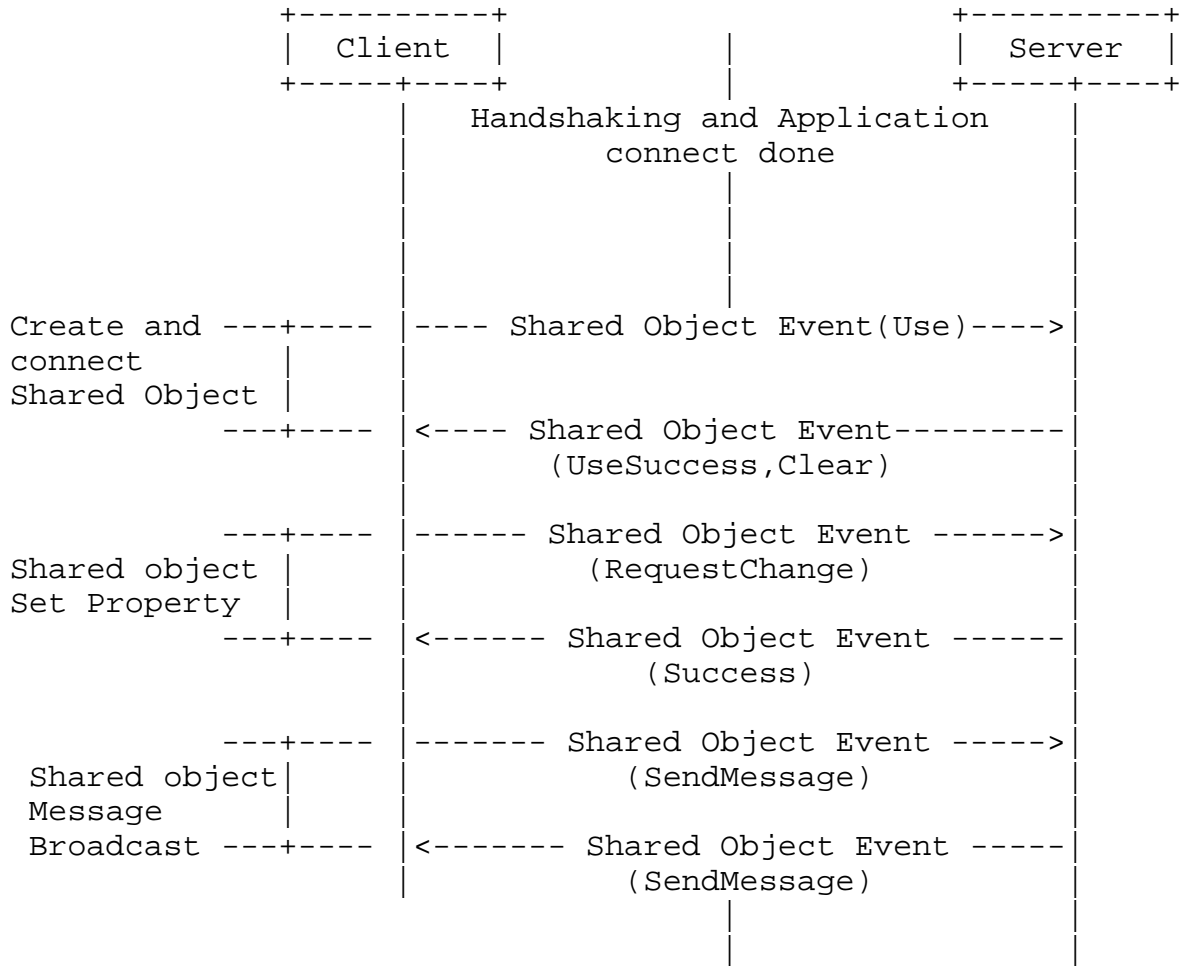 Client Server
Handshaking and Application
connect done
Create and ---+---- |---- Shared Object Event(Use)---->|
connect
Shared Object |
---+---- |<---- Shared Object Event---------|
(UseSuccess,Clear)
---+---- |------ Shared Object Event ------>|
Shared object | (RequestChange)
Set Property |
---+---- |<------ Shared Object Event ------|
(Success)
---+---- |------- Shared Object Event ----->|
Shared object| (SendMessage)
Message |
Broadcast ---+---- |<------- Shared Object Event -----|
(SendMessage)